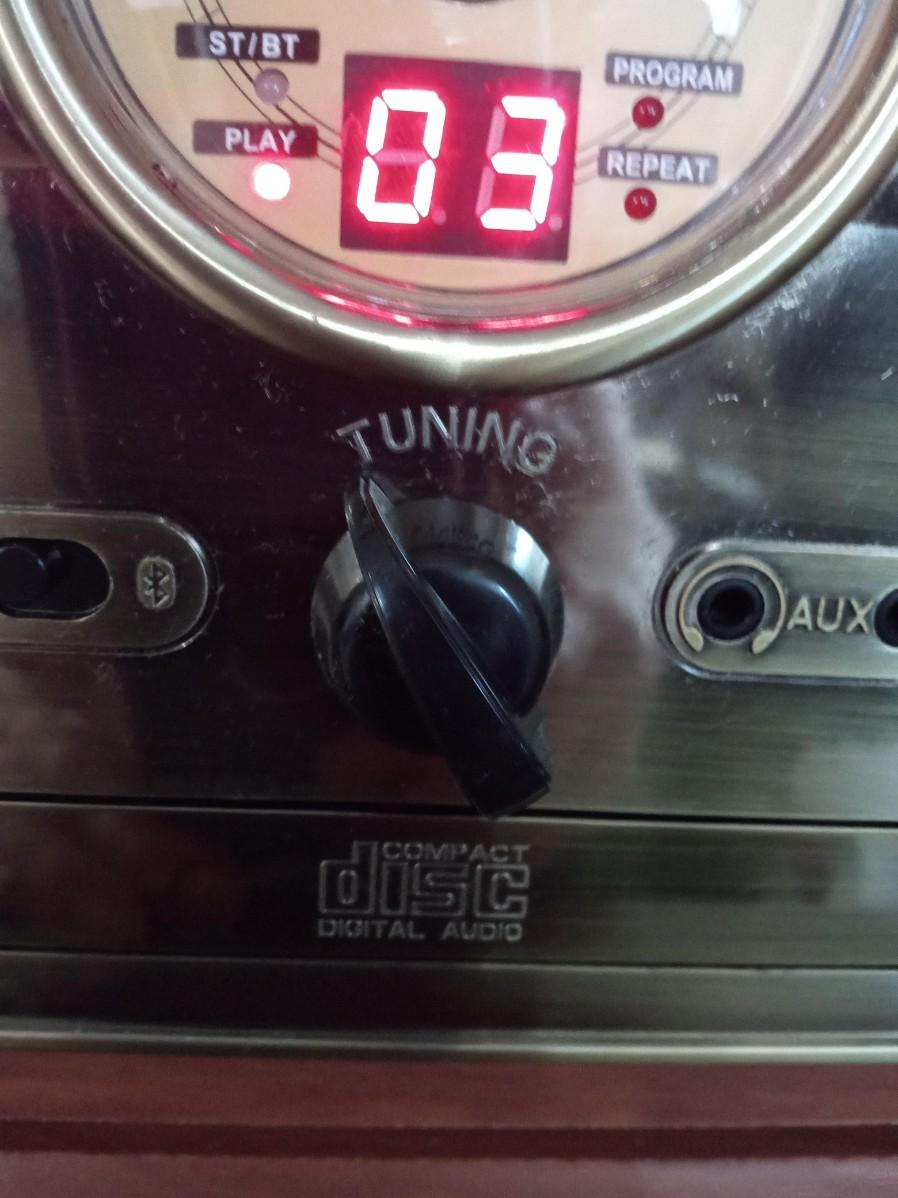 ST/BT
PROGRAM
PLAY
03
REPEAT
TUNING
AUX
COMPACT
disc
DIGITAL AUDIO